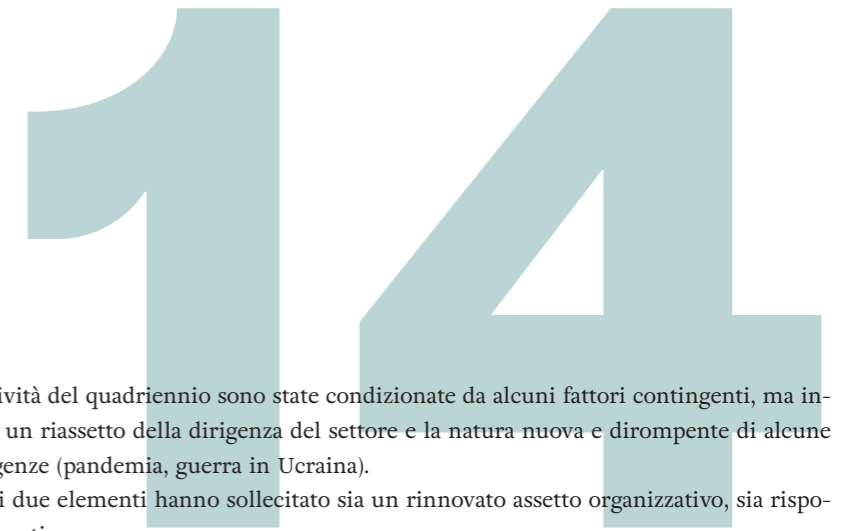 14
ività del quadriennio sono state condizionate da alcuni fattori contingenti, ma in-
un riassetto della dirigenza del settore e la natura nuova e dirompente di alcune
genze (pandemia, guerra in Ucraina).
i due elementi hanno sollecitato sia un rinnovato assetto organizzativo, sia rispo-